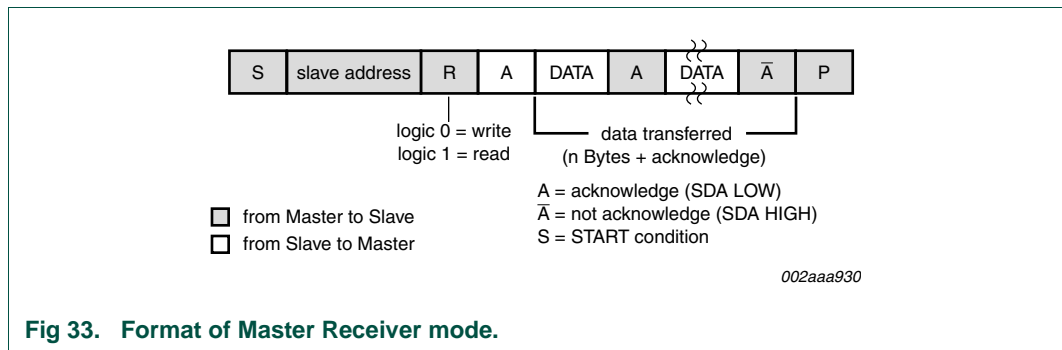 S slave address R A DATA A DATA A̅ P
logic 0 = write
logic 1 = read
data transferred
(n Bytes + acknowledge)
A = acknowledge (SDA LOW)
A̅ = not acknowledge (SDA HIGH)
S = START condition
from Master to Slave
from Slave to Master
002aaa930
Fig 33. Format of Master Receiver mode.